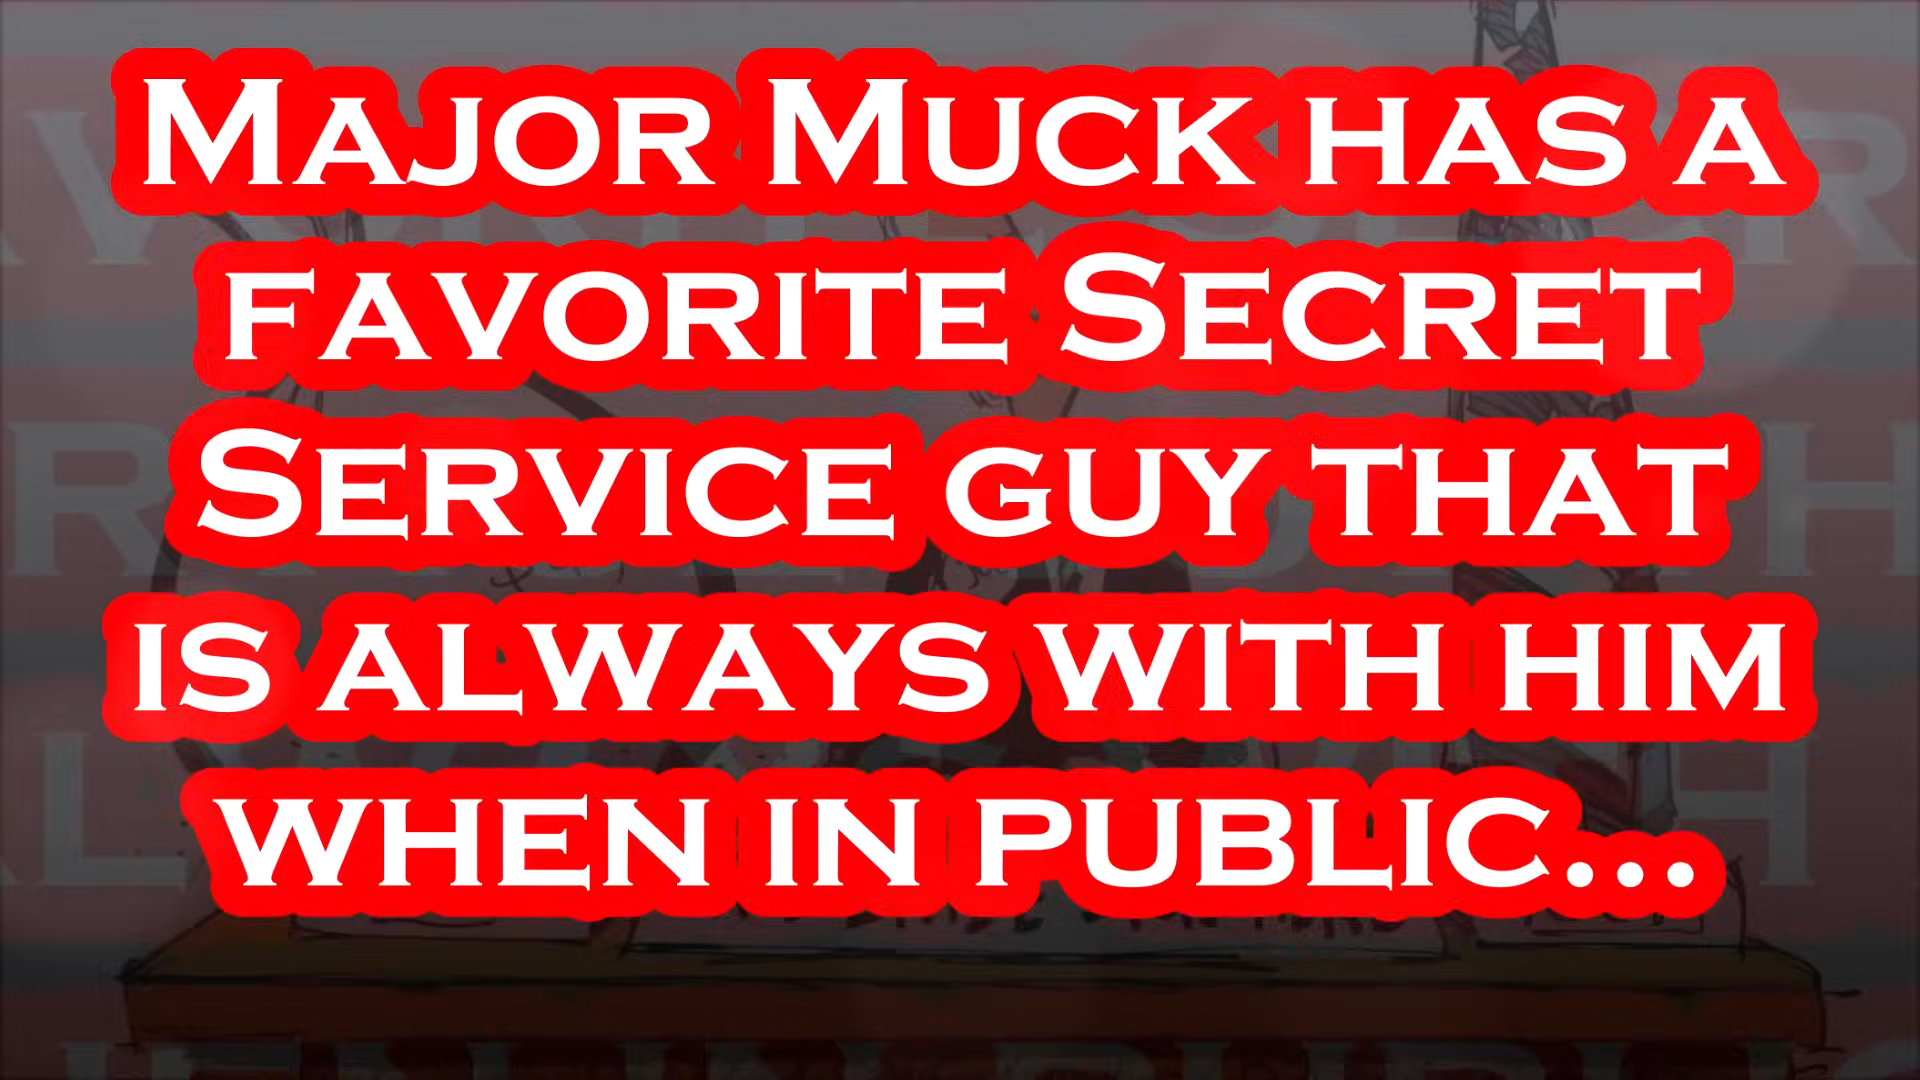 Major Muck has a
favorite Secret
Service guy that
is always with him
when in public...